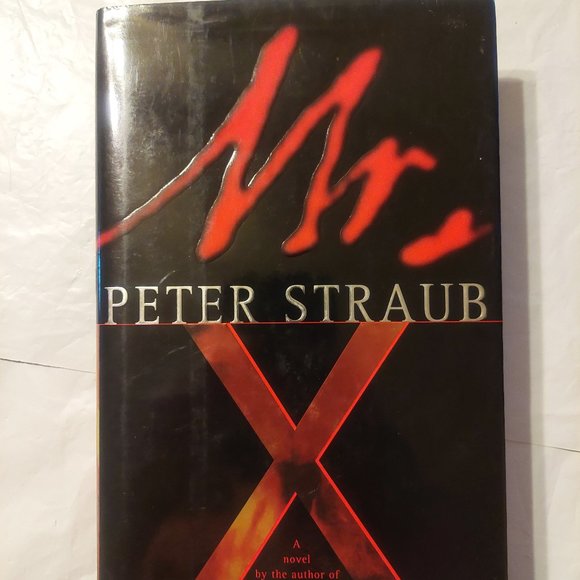 Mr.
PETER STRAUB
X
A
novel
by the author of